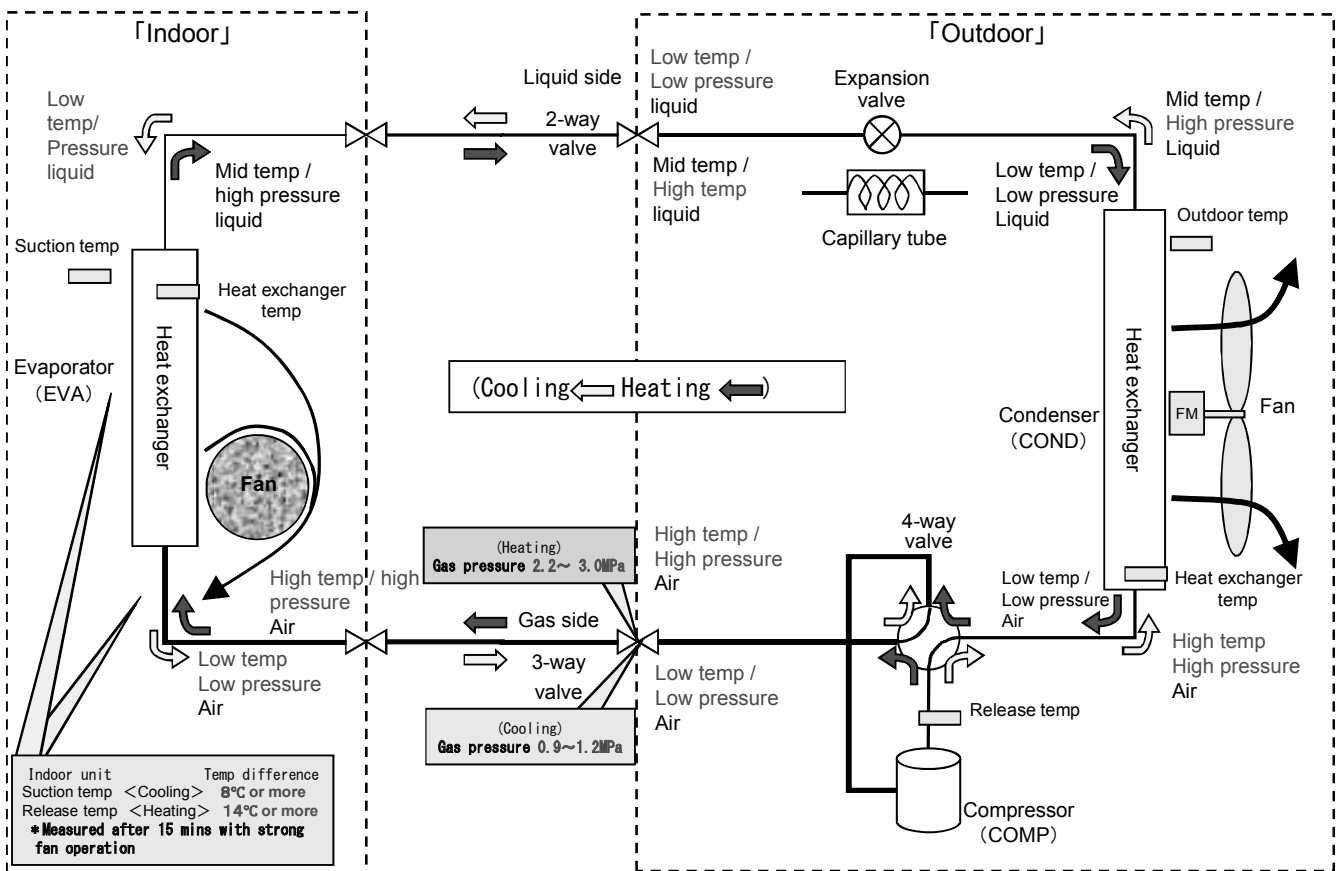 「Indoor」
「Outdoor」
Low
temp/
Pressure
liquid
Mid temp /
high pressure
liquid
Liquid side
2-way
valve
Low temp /
Low pressure
liquid
Mid temp /
High temp
liquid
Expansion
valve
Capillary tube
Mid temp /
High pressure
Liquid
Low temp /
Low pressure
Liquid
Suction temp
Heat exchanger
temp
Heat exchanger
Evaporator
(EVA)
Fan
(Cooling Heating )
Outdoor temp
Heat exchanger
Condenser
(COND)
FM
Fan
(Heating)
Gas pressure 2.2～ 3.0MPa
High temp / high
pressure
Air
High temp /
High pressure
Air
4-way
valve
Low temp /
Low pressure
Air
Heat exchanger
temp
Gas side
3-way
valve
Low temp
Low pressure
Air
Low temp /
Low pressure
Air
High temp
High pressure
Air
(Cooling)
Gas pressure 0.9～1.2MPa
Release temp
Compressor
(COMP)
Indoor unit Temp difference
Suction temp <Cooling> 8℃ or more
Release temp <Heating> 14℃ or more
*Measured after 15 mins with strong
fan operation